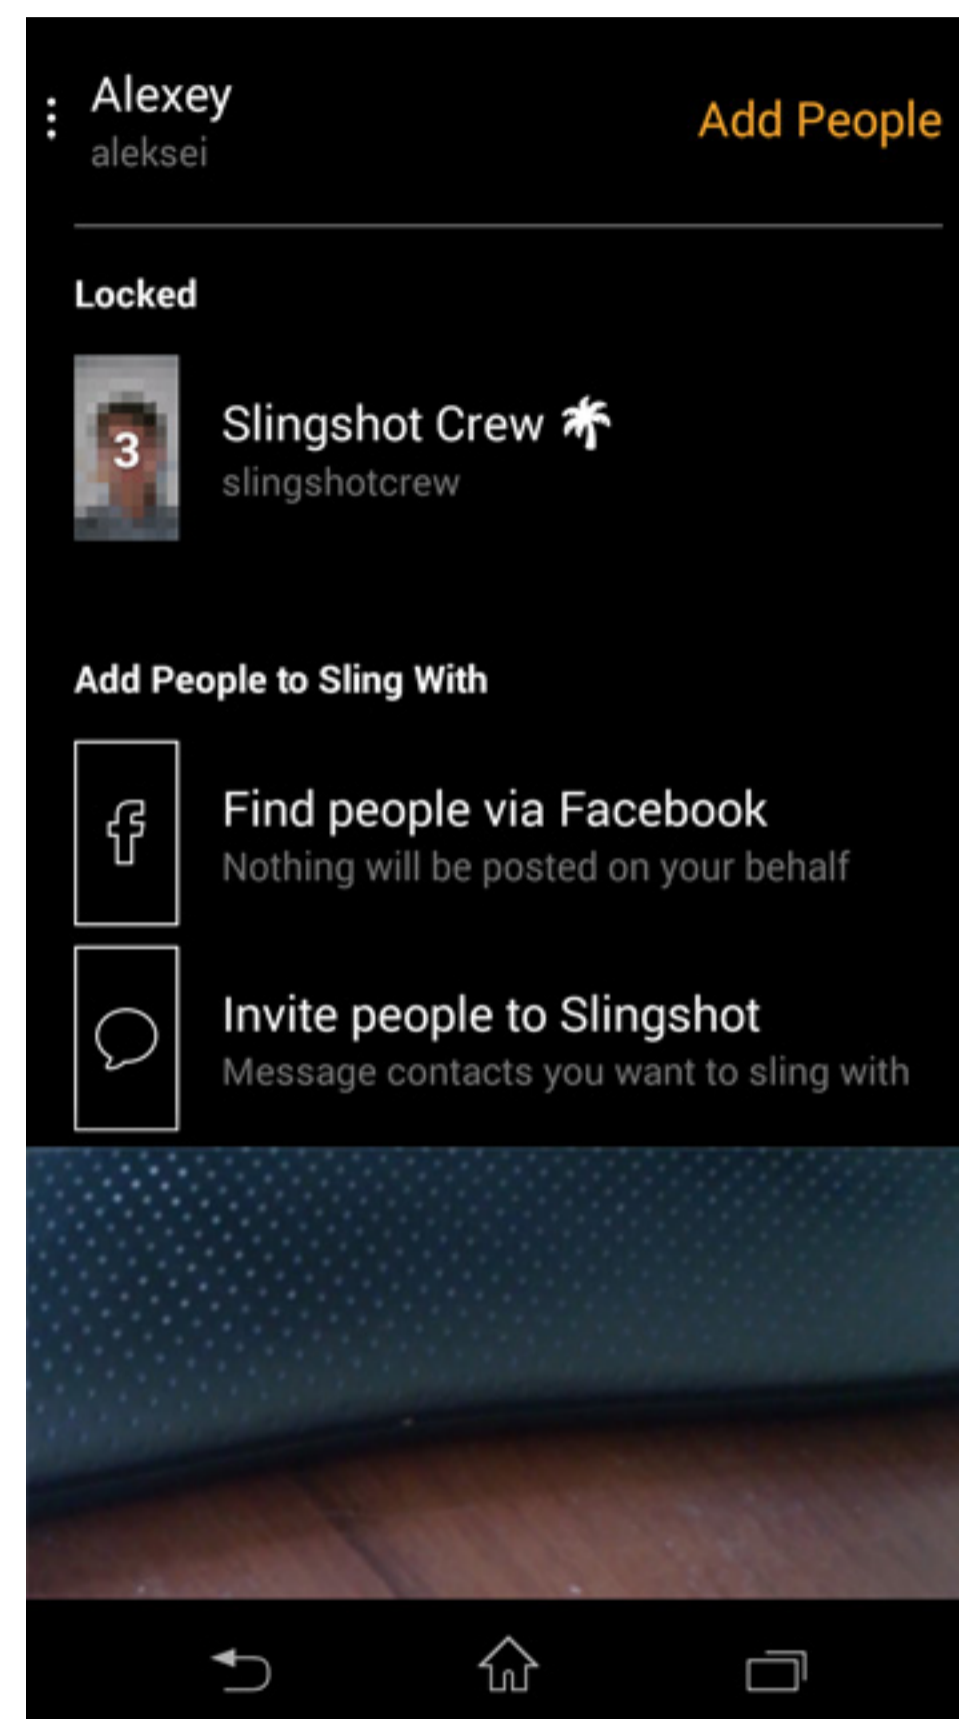 Alexey
aleksei
Add People
Locked
3
Slingshot Crew 🌴
slingshotcrew
Add People to Sling With
Find people via Facebook
Nothing will be posted on your behalf
Invite people to Slingshot
Message contacts you want to sling with